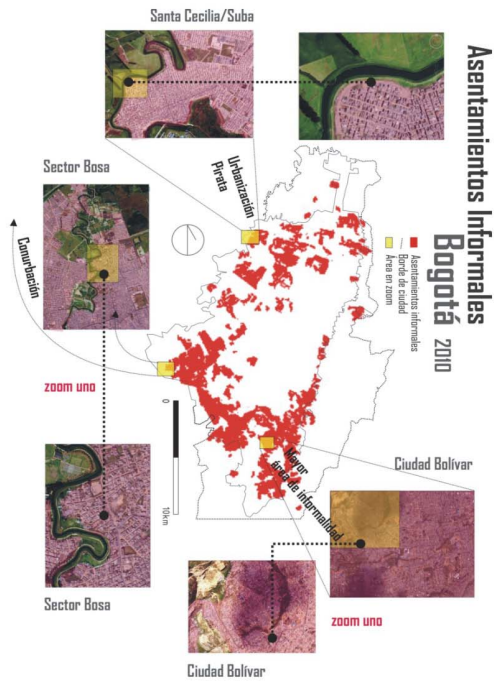 Asentamientos Informales
Bogotá 2010
Asentamientos informales
Borde de ciudad
Área en zoom
Santa Cecilia/Suba
Urbanización
Pirata
Sector Bosa
Conurbación
zoom uno
0
10km
Mayor
área de informalidad
Ciudad Bolívar
Sector Bosa
zoom uno
Ciudad Bolívar